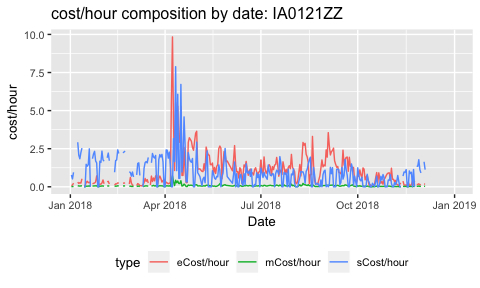 cost/hour composition by date: IA0121ZZ
10.0
7.5
5.0
2.5
0.0
cost/hour
Jan 2018 Apr 2018 Jul 2018 Oct 2018 Jan 2019
Date
type eCost/hour mCost/hour sCost/hour